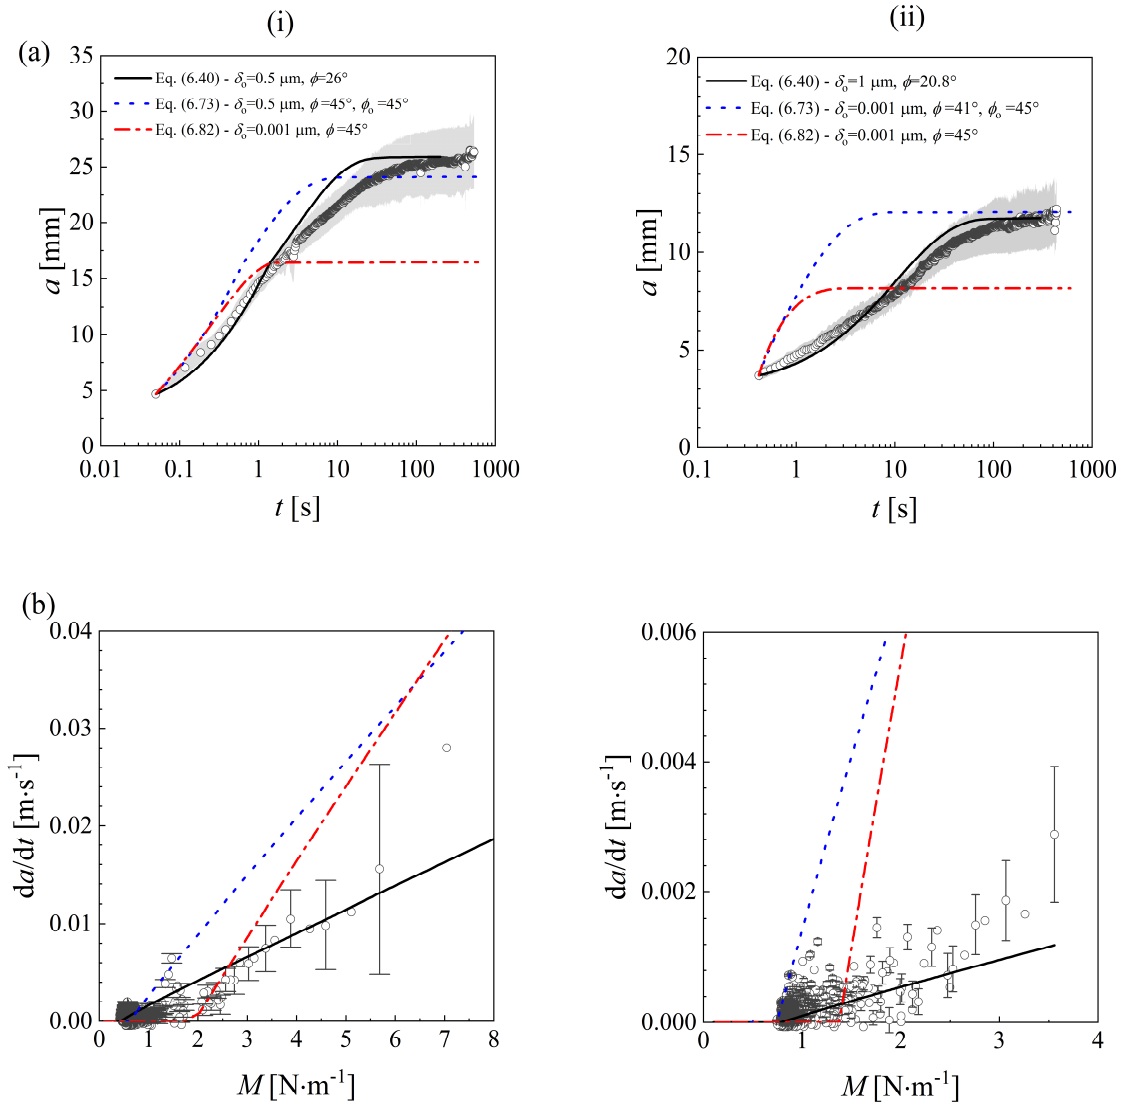 (i)
(ii)
(a)
Eq. (6.40) - δₒ=0.5 μm, ϕ=26°
Eq. (6.73) - δₒ=0.5 μm, ϕ=45°, ϕₒ =45°
Eq. (6.82) - δₒ=0.001 μm, ϕ=45°
35
30
25
20
15
10
5
0
a [mm]
0.01 0.1 1 10 100 1000
t [s]
Eq. (6.40) - δₒ=1 μm, ϕ=20.8°
Eq. (6.73) - δₒ=0.001 μm, ϕ=41°, ϕₒ =45°
Eq. (6.82) - δₒ=0.001 μm, ϕ=45°
20
15
10
5
0
a [mm]
0.1 1 10 100 1000
t [s]
(b)
0.04
0.03
0.02
0.01
0.00
da/dt [m·s⁻¹]
0 1 2 3 4 5 6 7 8
M [N·m⁻¹]
0.006
0.004
0.002
0.000
da/dt [m·s⁻¹]
0 1 2 3 4
M [N·m⁻¹]